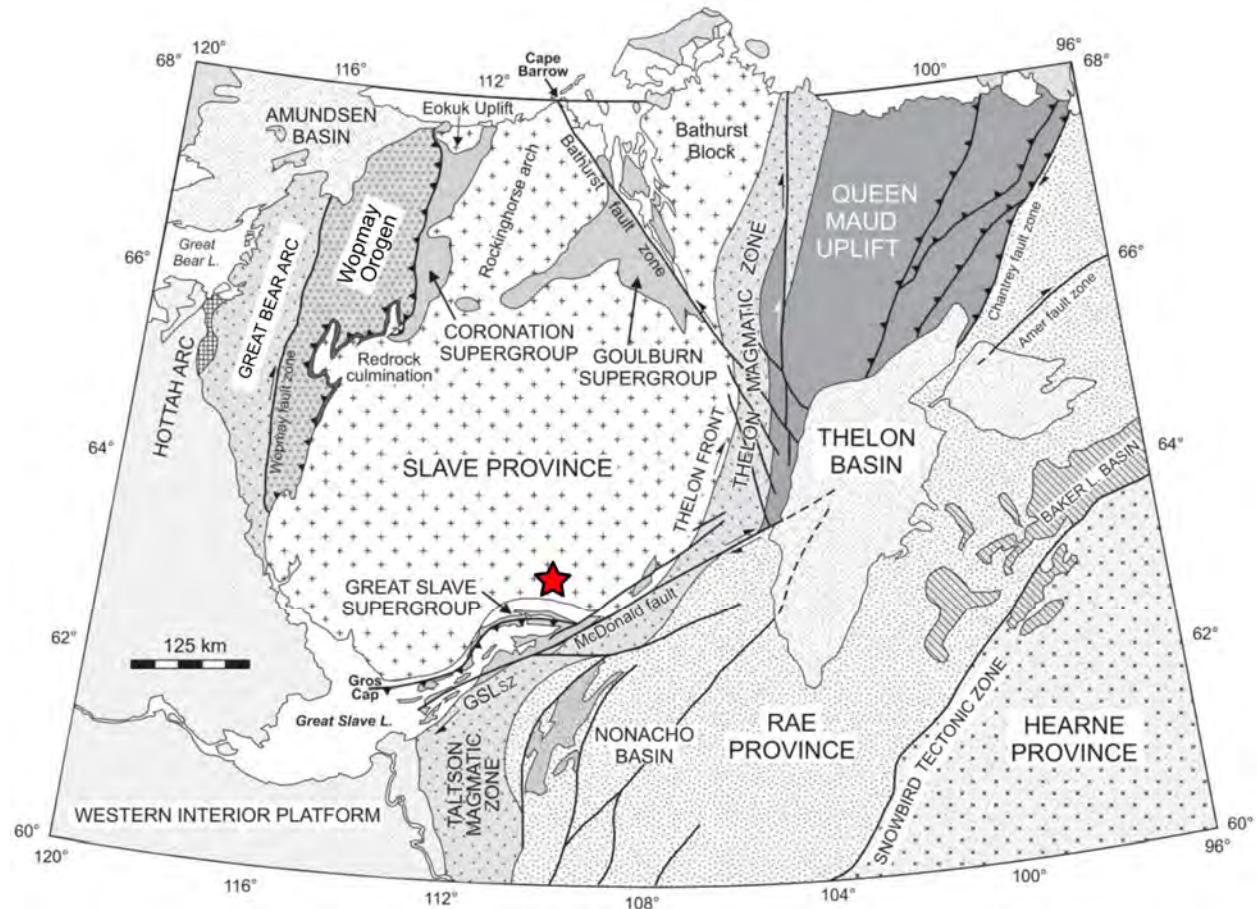 120°
116°
112°
100°
96°
68°
68°
Cape
Barrow
Eokuk Uplift
AMUNDSEN
BASIN
Bathurst
Block
Bathurst fault zone
Rockinghorse arch
Wopmay
Orogen
QUEEN
MAUD
UPLIFT
Great
Bear L.
66°
66°
GREAT BEAR ARC
Chantrey fault zone
Amer fault zone
THELON MAGMATIC ZONE
CORONATION
SUPERGROUP
GOULBURN
SUPERGROUP
Redrock
culmination
HOTTAH ARC
Wopmay fault zone
64°
64°
SLAVE PROVINCE
THELON FRONT
THELON
BASIN
BAKER L. BASIN
GREAT SLAVE
SUPERGROUP
McDonald fault
62°
62°
125 km
Gros
Cap
Great Slave L.
GSLsz
NONACHO
BASIN
RAE
PROVINCE
HEARNE
PROVINCE
SNOWBIRD TECTONIC ZONE
TALTSON
MAGMATIC
ZONE
WESTERN INTERIOR PLATFORM
60°
60°
120°
116°
112°
108°
104°
100°
96°